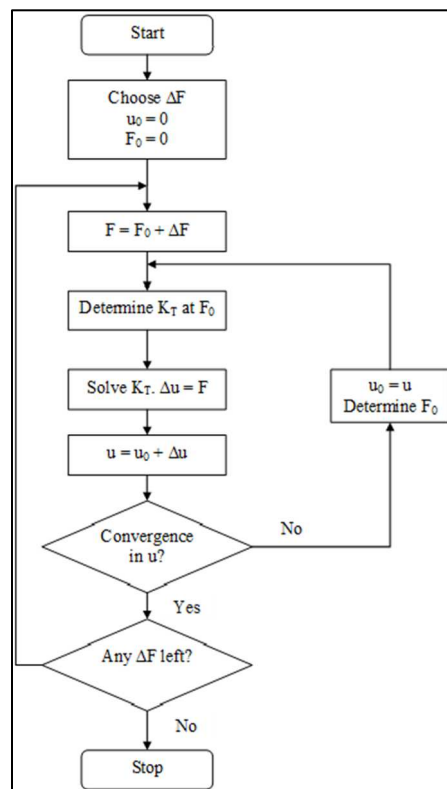 Start
Choose ΔF
u₀ = 0
F₀ = 0
F = F₀ + ΔF
Determine K_T at F₀
Solve K_T. Δu = F
u = u₀ + Δu
u₀ = u
Determine F₀
Convergence
in u?
No
Yes
Any ΔF left?
No
Stop